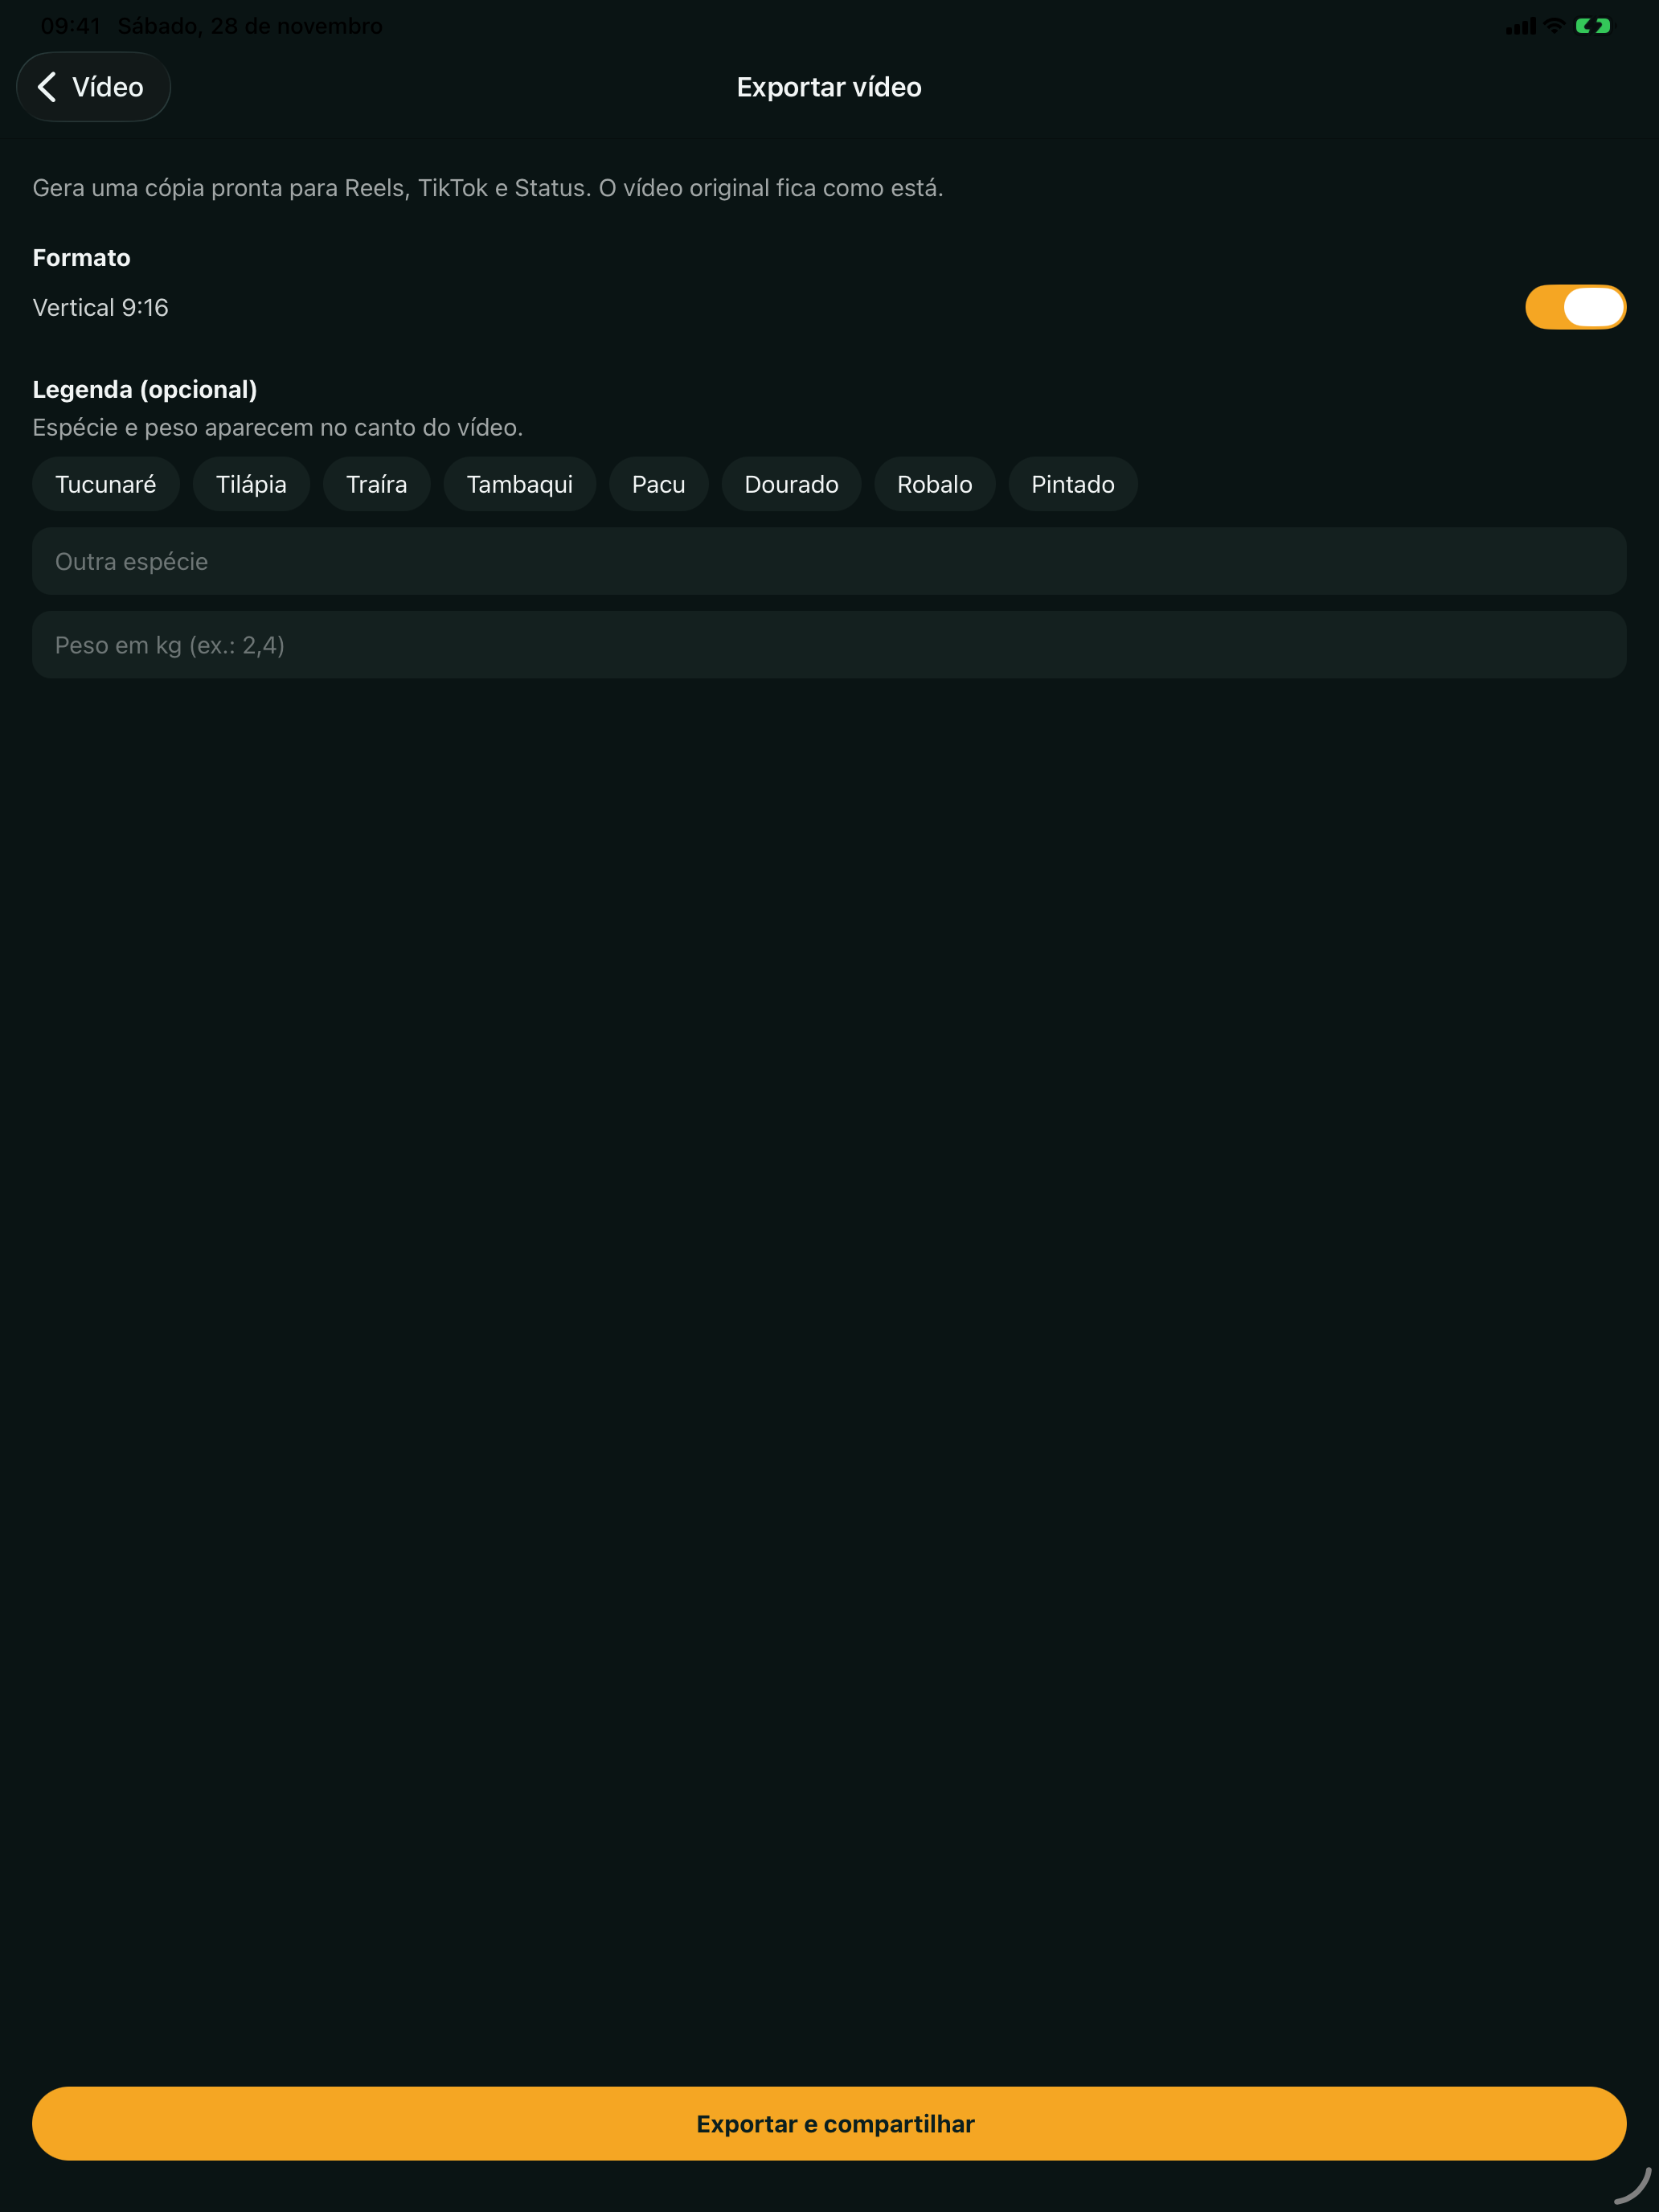 09:41 Sábado, 28 de novembro
Vídeo
Exportar vídeo
Gera uma cópia pronta para Reels, TikTok e Status. O vídeo original fica como está.
Formato
Vertical 9:16
Legenda (opcional)
Espécie e peso aparecem no canto do vídeo.
Tucunaré Tilápia Traíra Tambaqui Pacu Dourado Robalo Pintado
Outra espécie
Peso em kg (ex.: 2,4)
Exportar e compartilhar